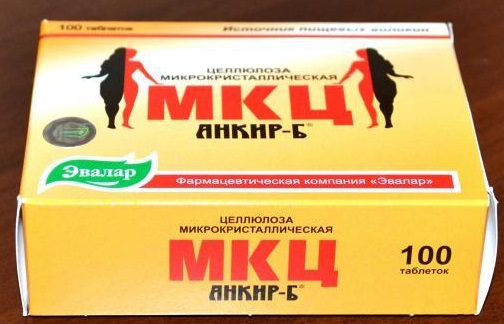 100 таблеток
Источник пищевых волокон
ЦЕЛЛЮЛОЗА
МИКРОКРИСТАЛЛИЧЕСКАЯ
МКЦ
АНКИР-Б®
Эвалар
Фармацевтическая компания «Эвалар»
ЦЕЛЛЮЛОЗА
МИКРОКРИСТАЛЛИЧЕСКАЯ
МКЦ
АНКИР-Б®
100
таблеток